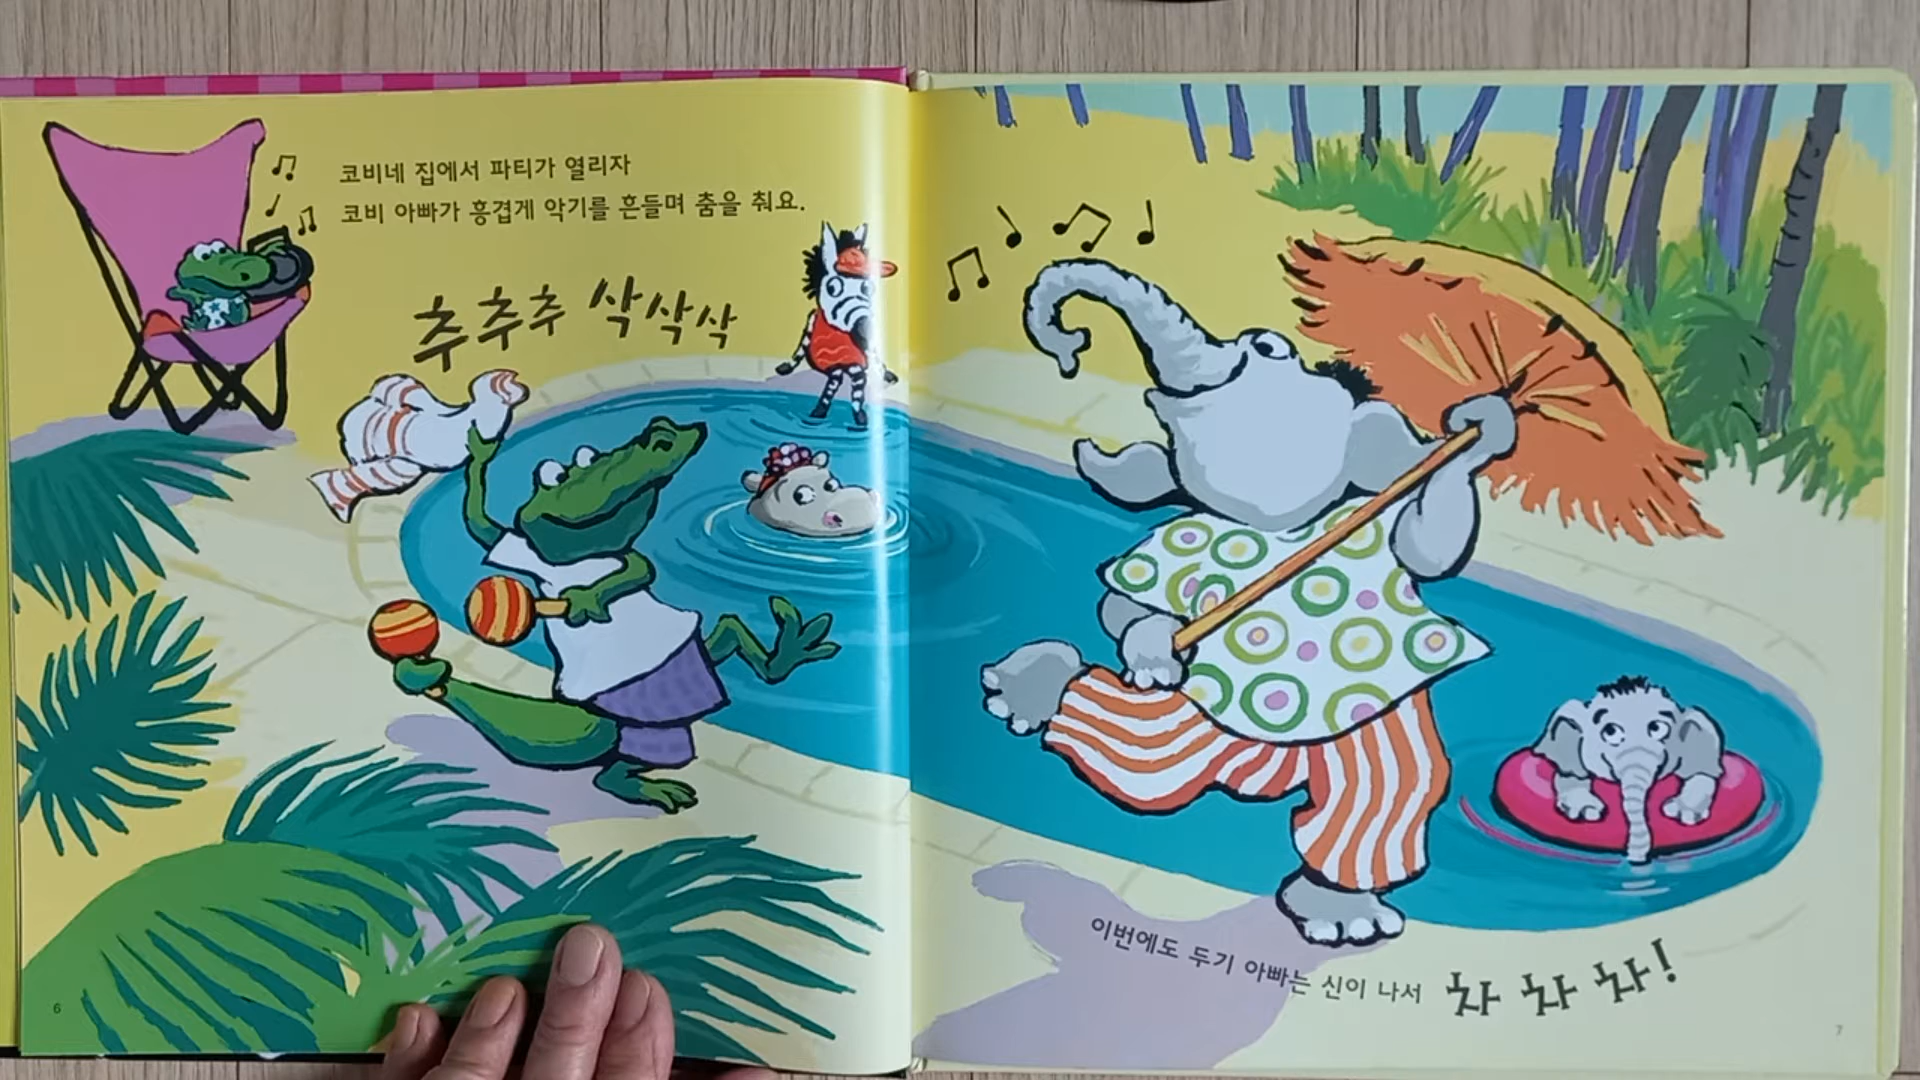 코비네 집에서 파티가 열리자
코비 아빠가 흥겹게 악기를 흔들며 춤을 춰요.
추추추 삭삭삭
이번에도 두기 아빠는 신이 나서 차 차 차!
6
7